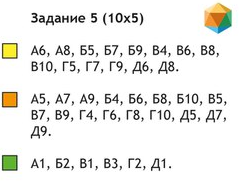 Задание 5 (10х5)
А6, А8, Б5, Б7, Б9, В4, В6, В8,
В10, Г5, Г7, Г9, Д6, Д8.
А5, А7, А9, Б4, Б6, Б8, Б10, В5,
В7, В9, Г4, Г6, Г8, Г10, Д5, Д7,
Д9.
А1, Б2, В1, В3, Г2, Д1.